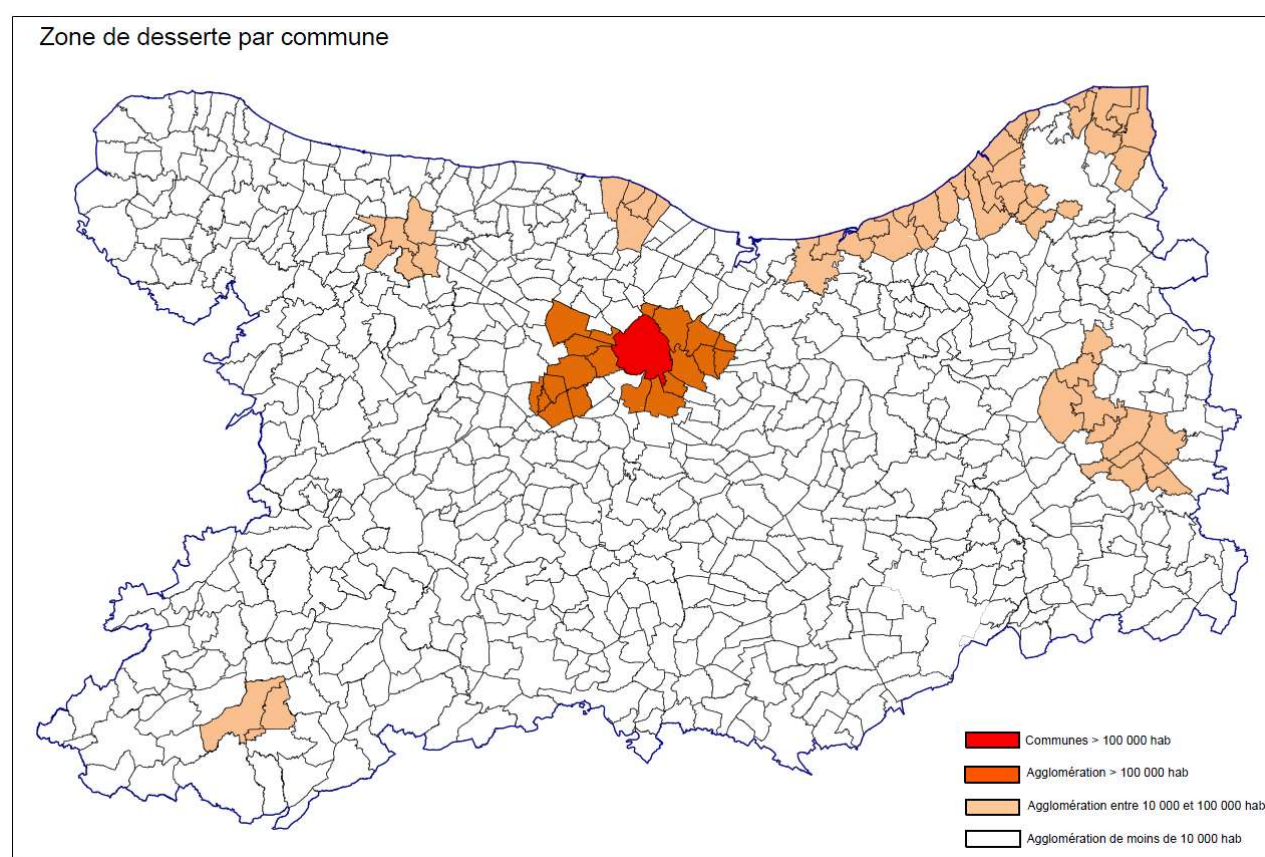 Zone de desserte par commune
Communes > 100 000 hab
Agglomération > 100 000 hab
Agglomération entre 10 000 et 100 000 hab
Agglomération de moins de 10 000 hab